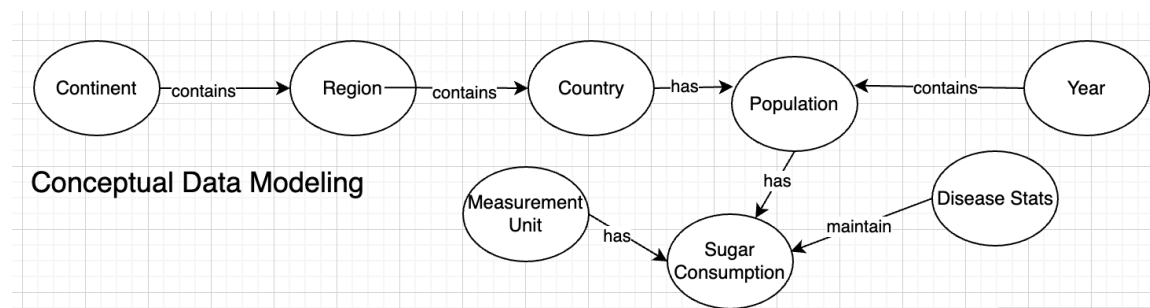 Continent
contains
Region
contains
Country
has
Population
contains
Year
Conceptual Data Modeling
Measurement
Unit
has
has
Sugar
Consumption
maintain
Disease Stats